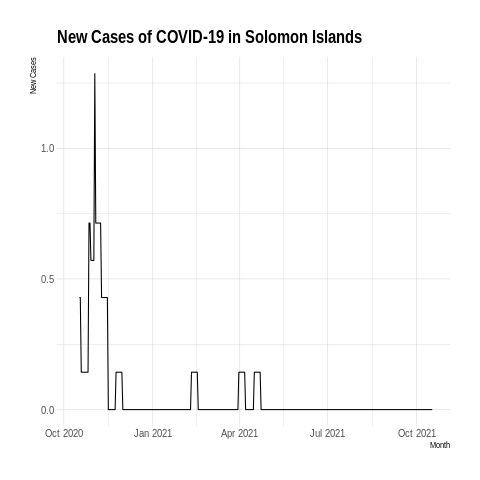 New Cases of COVID-19 in Solomon Islands
New Cases
1.0
0.5
0.0
Oct 2020 Jan 2021 Apr 2021 Jul 2021 Oct 2021
Month